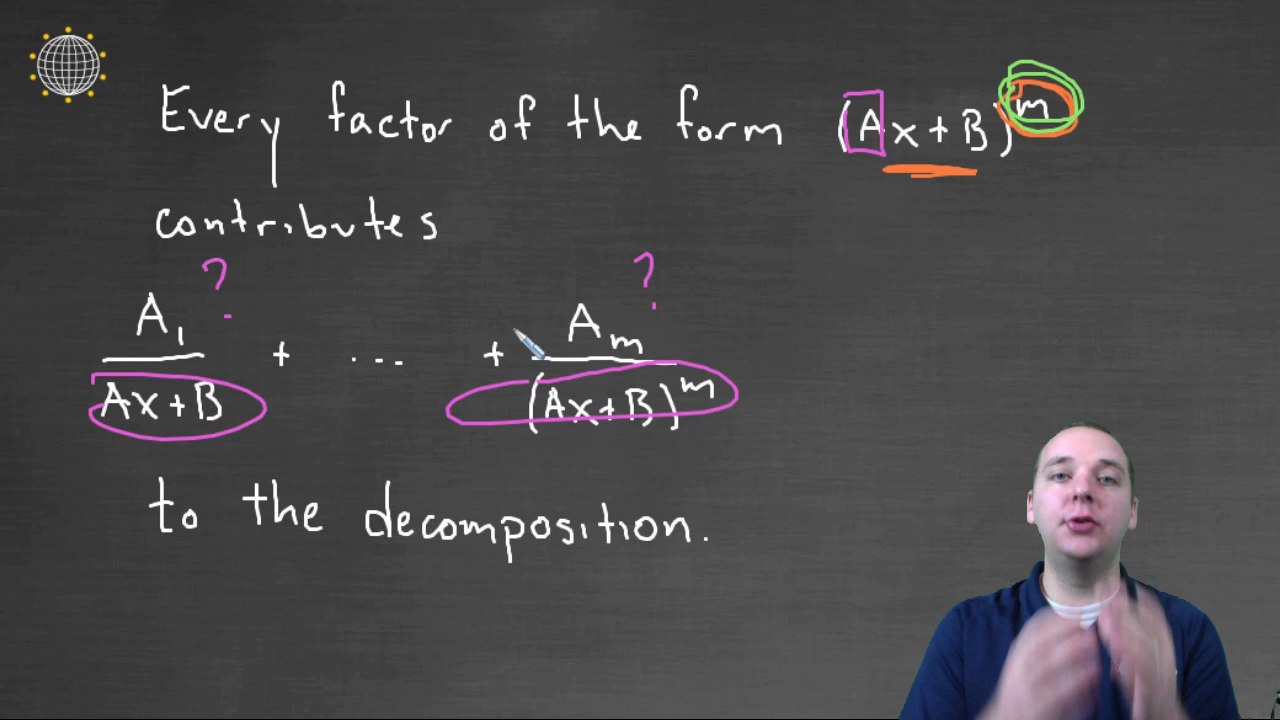 Every factor of the form (Ax+B)^m
contributes
? ?
A₁/(Ax+B) + ... + Aₘ/(Ax+B)^m
to the decomposition.